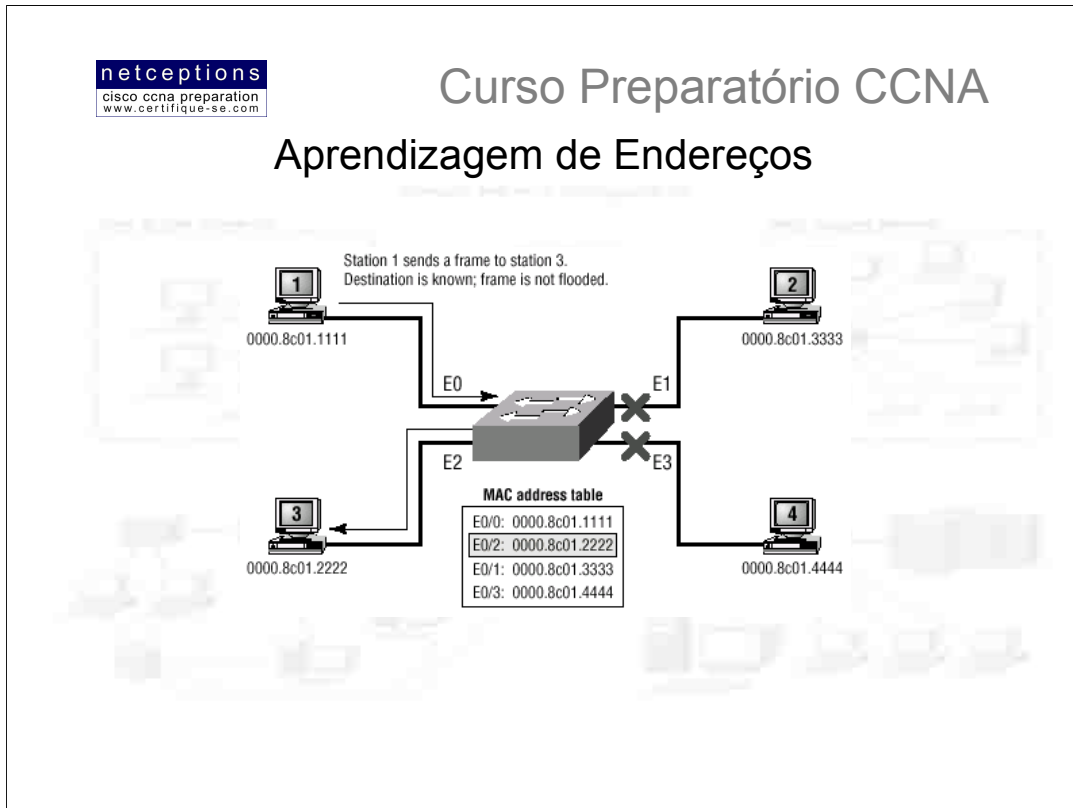 netceptions
cisco ccna preparation
www.certifique-se.com
Curso Preparatório CCNA
Aprendizagem de Endereços
Station 1 sends a frame to station 3.
Destination is known; frame is not flooded.
1
0000.8c01.1111
2
0000.8c01.3333
E0
E1
E2
E3
3
0000.8c01.2222
4
0000.8c01.4444
MAC address table
E0/0: 0000.8c01.1111
E0/2: 0000.8c01.2222
E0/1: 0000.8c01.3333
E0/3: 0000.8c01.4444